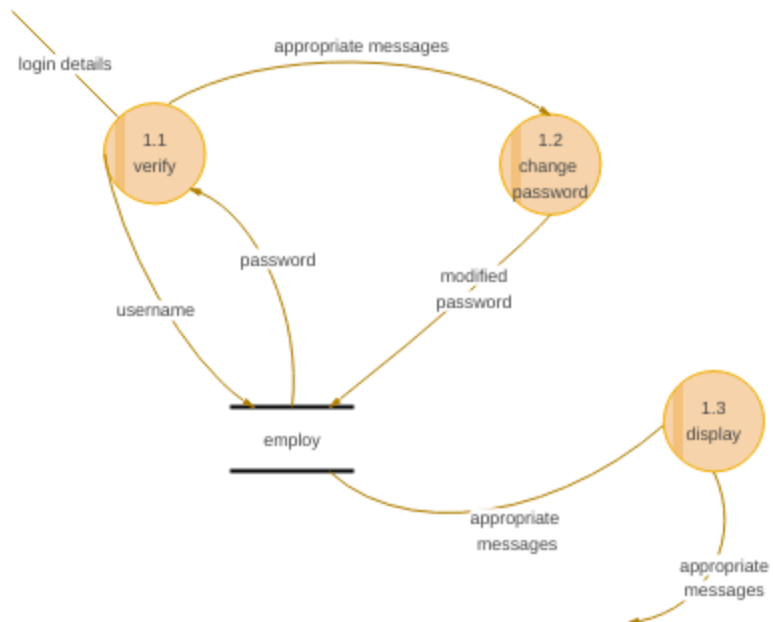 appropriate messages
login details
1.1
verify
1.2
change
password
password
modified
password
username
employ
1.3
display
appropriate
messages
appropriate
messages